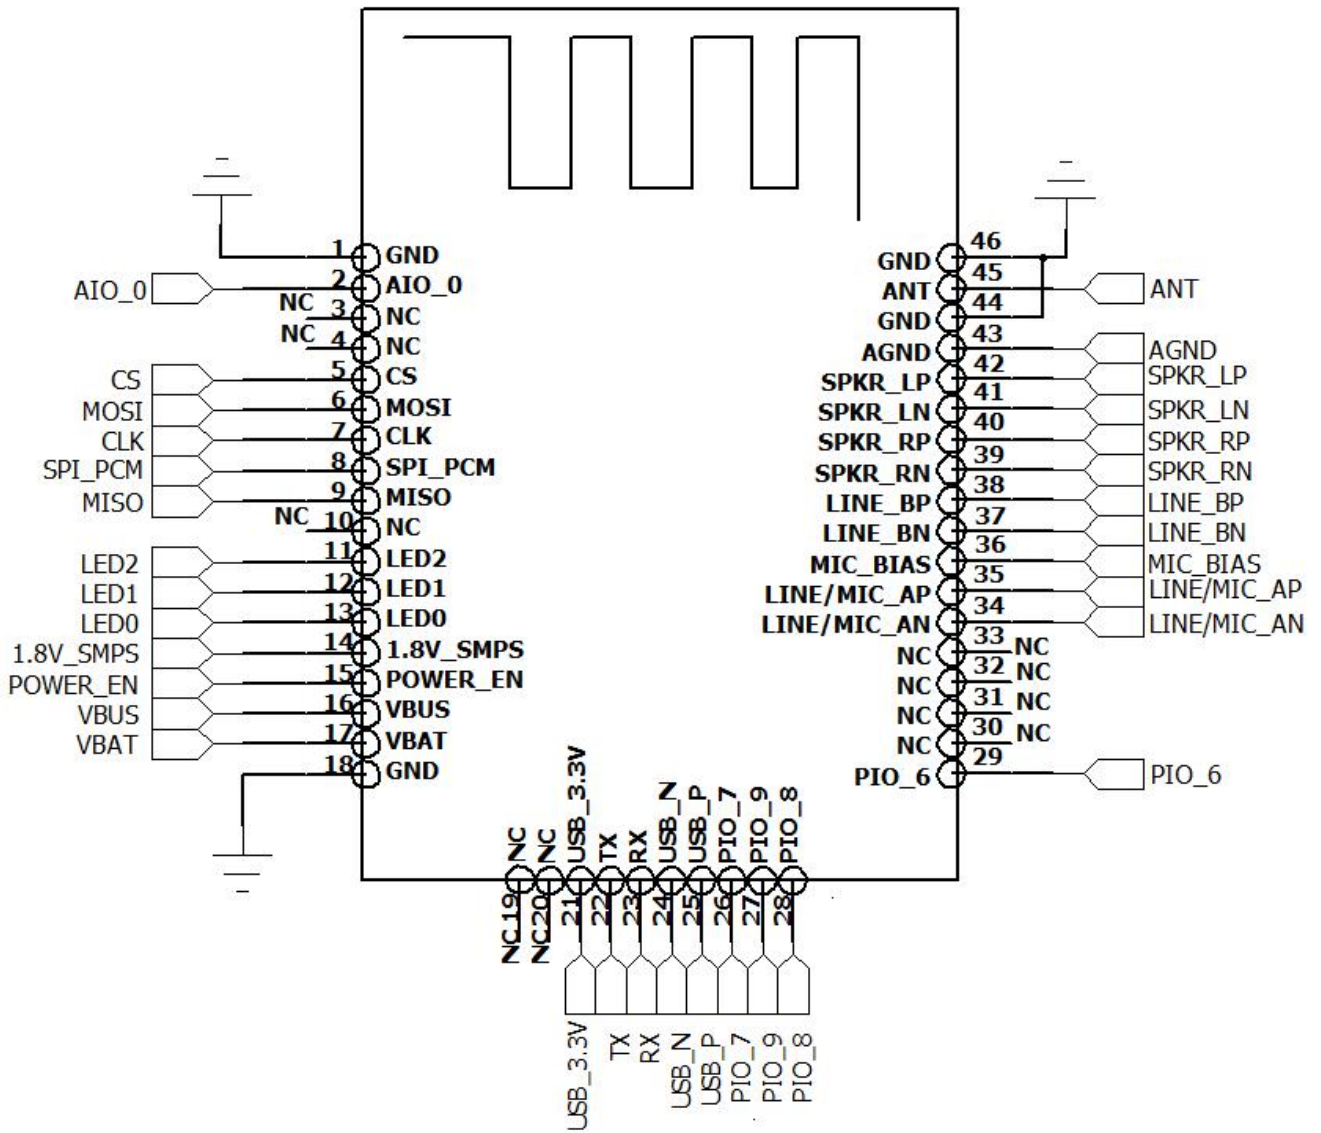 1 GND
AIO_0 2 AIO_0
NC 3 NC
NC 4 NC
CS 5 CS
MOSI 6 MOSI
CLK 7 CLK
SPI_PCM 8 SPI_PCM
MISO 9 MISO
NC 10 NC
LED2 11 LED2
LED1 12 LED1
LED0 13 LED0
1.8V_SMPS 14 1.8V_SMPS
POWER_EN 15 POWER_EN
VBUS 16 VBUS
VBAT 17 VBAT
18 GND
GND 46
ANT 45 ANT
GND 44
AGND 43 AGND
SPKR_LP 42 SPKR_LP
SPKR_LN 41 SPKR_LN
SPKR_RP 40 SPKR_RP
SPKR_RN 39 SPKR_RN
LINE_BP 38 LINE_BP
LINE_BN 37 LINE_BN
MIC_BIAS 36 MIC_BIAS
LINE/MIC_AP 35 LINE/MIC_AP
LINE/MIC_AN 34 LINE/MIC_AN
NC 33 NC
NC 32 NC
NC 31 NC
NC 30 NC
PIO_6 29 PIO_6
NC 19 NC
NC 20 NC
USB_3.3V 21 USB_3.3V
TX 22 TX
RX 23 RX
USB_N 24 USB_N
USB_P 25 USB_P
PIO_7 26 PIO_7
PIO_9 27 PIO_9
PIO_8 28 PIO_8